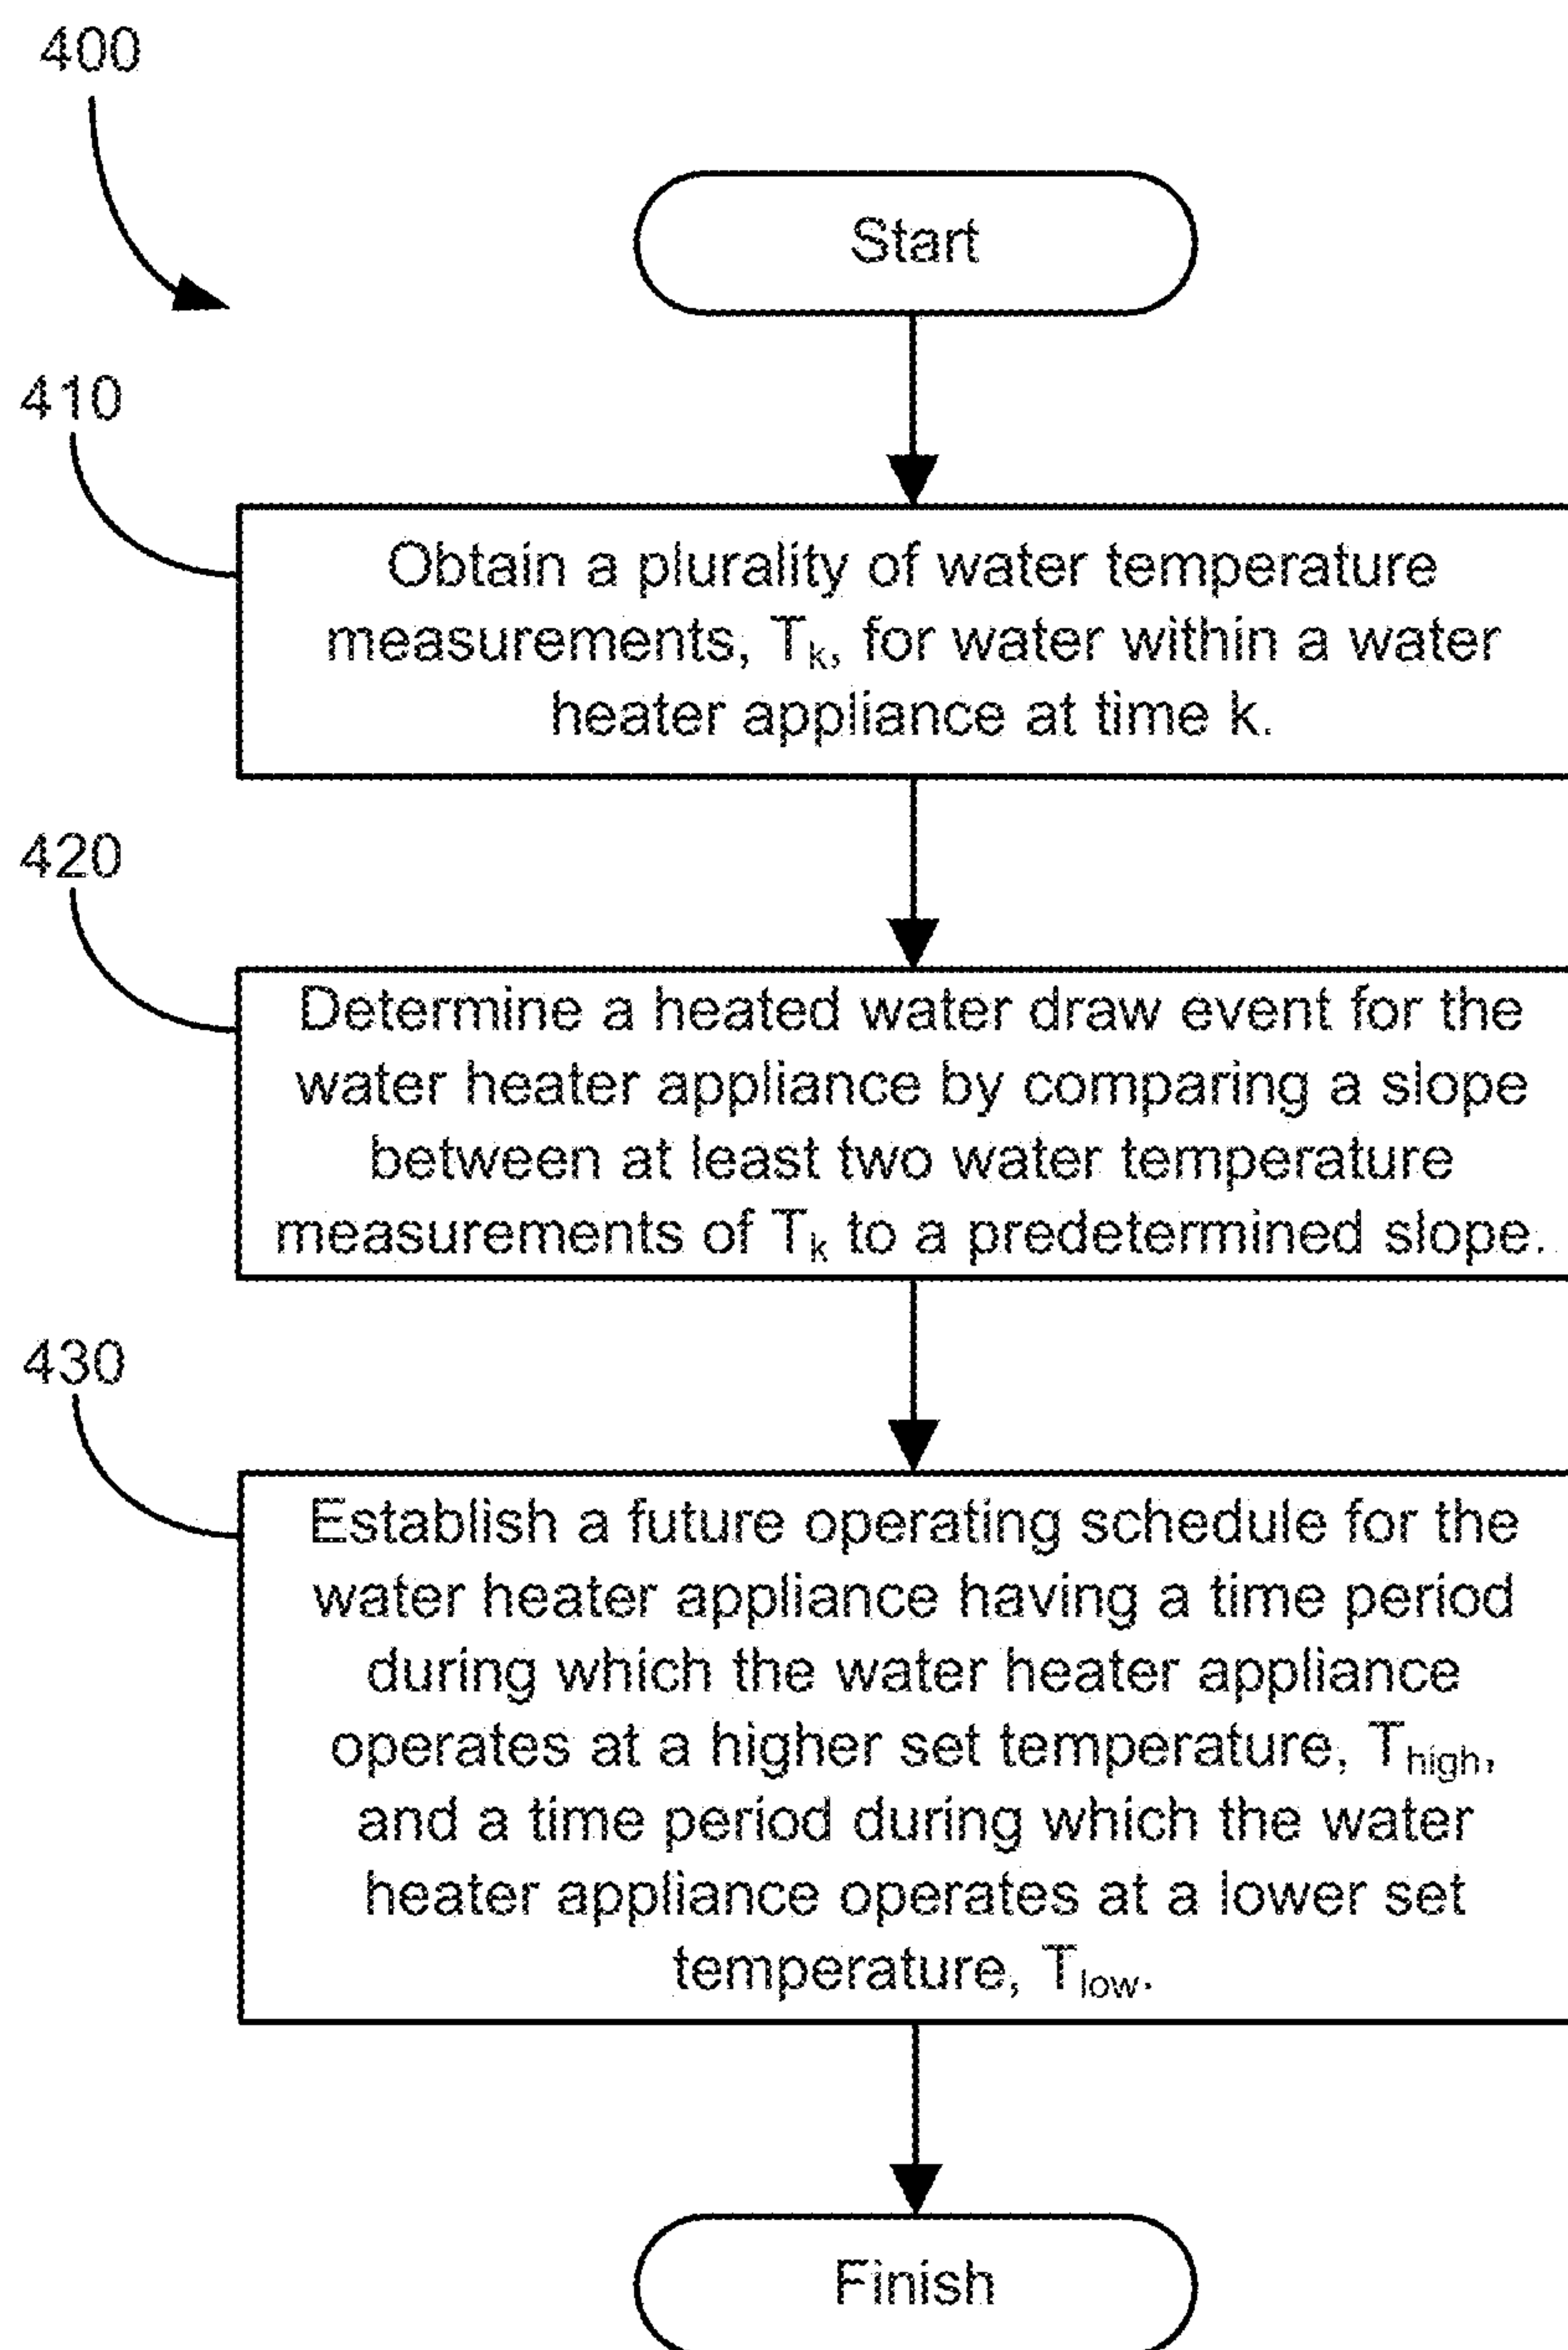 400
Start
410
Obtain a plurality of water temperature
measurements, Tk, for water within a water
heater appliance at time k.
420
Determine a heated water draw event for the
water heater appliance by comparing a slope
between at least two water temperature
measurements of Tk to a predetermined slope.
430
Establish a future operating schedule for the
water heater appliance having a time period
during which the water heater appliance
operates at a higher set temperature, Thigh,
and a time period during which the water
heater appliance operates at a lower set
temperature, Tlow.
Finish